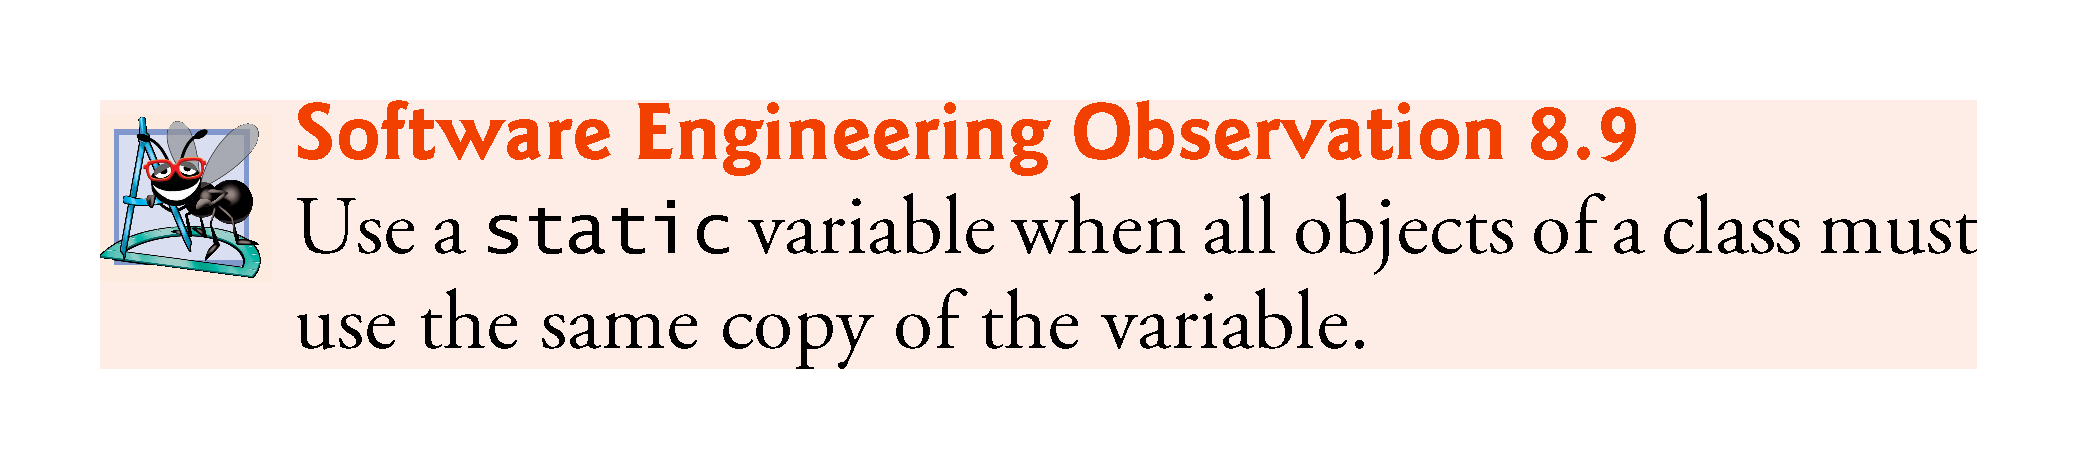 Software Engineering Observation 8.9
Use a static variable when all objects of a class must
use the same copy of the variable.